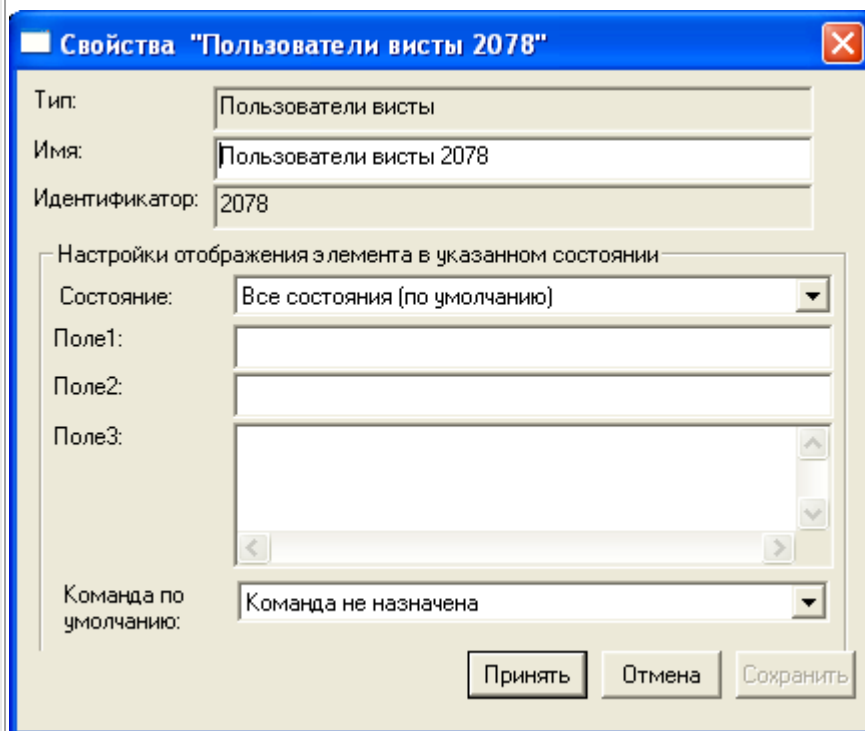 Свойства "Пользователи висты 2078"
Тип: Пользователи висты
Имя: Пользователи висты 2078
Идентификатор: 2078
Настройки отображения элемента в указанном состоянии
Состояние: Все состояния (по умолчанию)
Поле1:
Поле2:
Поле3:
Команда по
умолчанию: Команда не назначена
Принять Отмена Сохранить